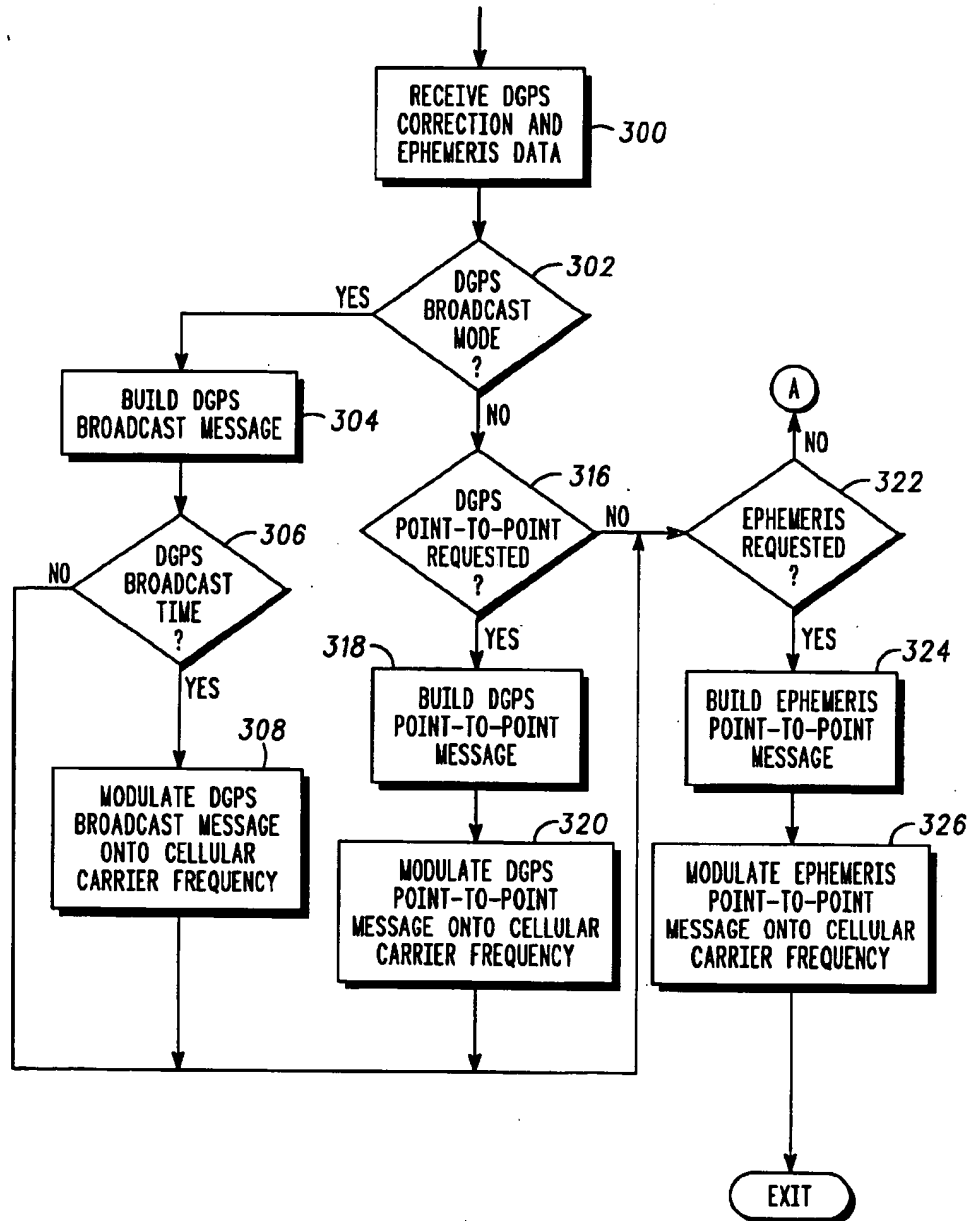 RECEIVE DGPS
CORRECTION AND
EPHEMERIS DATA
300
DGPS
BROADCAST
MODE
?
302
YES
NO
BUILD DGPS
BROADCAST MESSAGE
304
A
NO
DGPS
POINT-TO-POINT
REQUESTED
?
316
NO
YES
EPHEMERIS
REQUESTED
?
322
YES
DGPS
BROADCAST
TIME
?
306
NO
YES
318
BUILD DGPS
POINT-TO-POINT
MESSAGE
324
BUILD EPHEMERIS
POINT-TO-POINT
MESSAGE
308
MODULATE DGPS
BROADCAST MESSAGE
ONTO CELLULAR
CARRIER FREQUENCY
320
MODULATE DGPS
POINT-TO-POINT
MESSAGE ONTO CELLULAR
CARRIER FREQUENCY
326
MODULATE EPHEMERIS
POINT-TO-POINT
MESSAGE ONTO CELLULAR
CARRIER FREQUENCY
EXIT